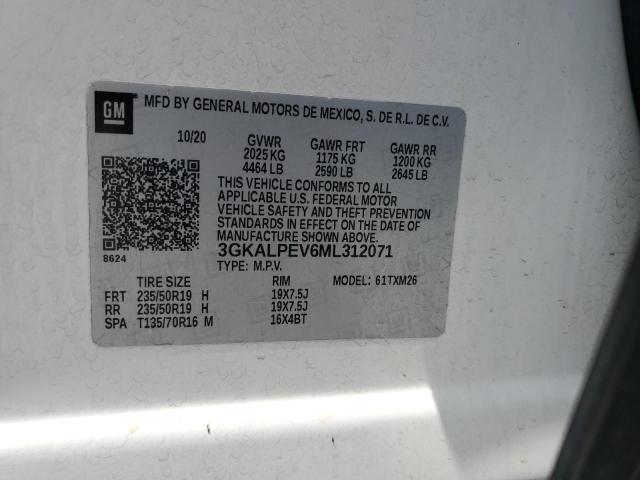 GM MFD BY GENERAL MOTORS DE MEXICO, S. DE R.L. DE C.V.
10/20 GVWR GAWR FRT GAWR RR
2025 KG 1175 KG 1200 KG
4464 LB 2590 LB 2645 LB
THIS VEHICLE CONFORMS TO ALL
APPLICABLE U.S. FEDERAL MOTOR
VEHICLE SAFETY AND THEFT PREVENTION
STANDARDS IN EFFECT ON THE DATE OF
MANUFACTURE SHOWN ABOVE.
8624 3GKALPEV6ML312071
TYPE: M.P.V.
TIRE SIZE RIM MODEL: 61TXM26
FRT 235/50R19 H 19X7.5J
RR 235/50R19 H 19X7.5J
SPA T135/70R16 M 16X4BT